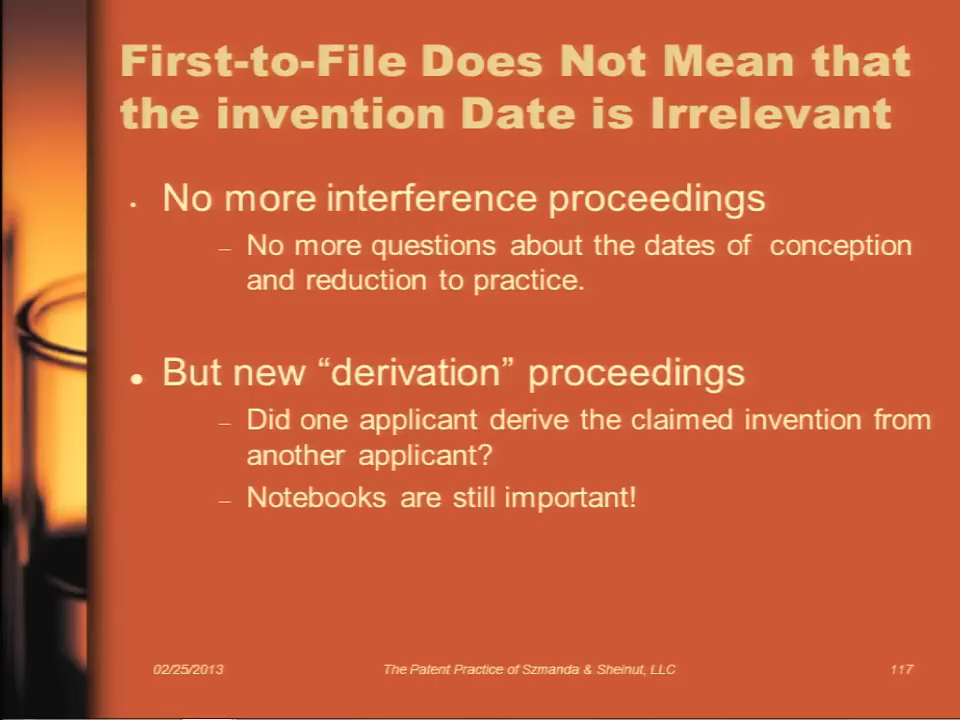 First-to-File Does Not Mean that
the invention Date is Irrelevant
• No more interference proceedings
– No more questions about the dates of conception
and reduction to practice.
• But new “derivation” proceedings
– Did one applicant derive the claimed invention from
another applicant?
– Notebooks are still important!
02/25/2013 The Patent Practice of Szmanda & Shelnut, LLC 117